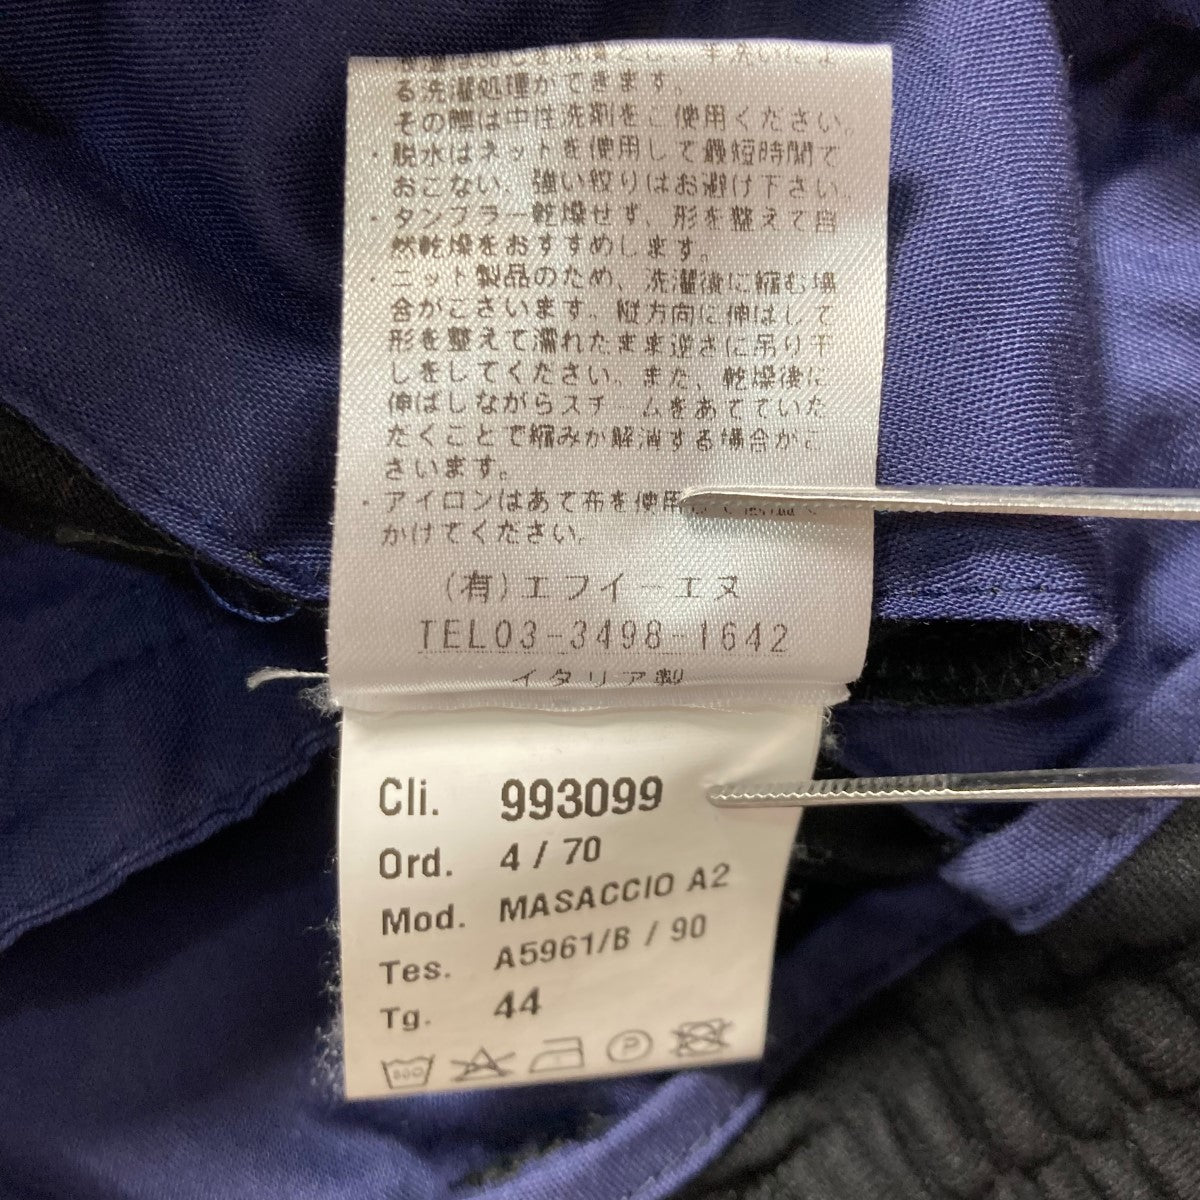 る洗濯処理ができます。
その際は中性洗剤をご使用ください。
・脱水はネットを使用して最短時間で
おこない、強い絞りはお避け下さい。
・タンブラー乾燥せず、形を整えて自
然乾燥をおすすめします。
・ニット製品のため、洗濯後に縮む場
合がございます。縦方向に伸ばして
形を整えて濡れたまま逆さに吊り干
しをしてください。また、乾燥後に
伸ばしながらスチームをあてていた
だくことで縮みが解消する場合がご
ざいます。
・アイロンはあて布を使用
かけてください。
(有)エフイーエヌ
TEL03-3498-1642
イタリア製
Cli. 993099
Ord. 4 / 70
Mod. MASACCIO A2
Tes. A5961/B / 90
Tg. 44
P